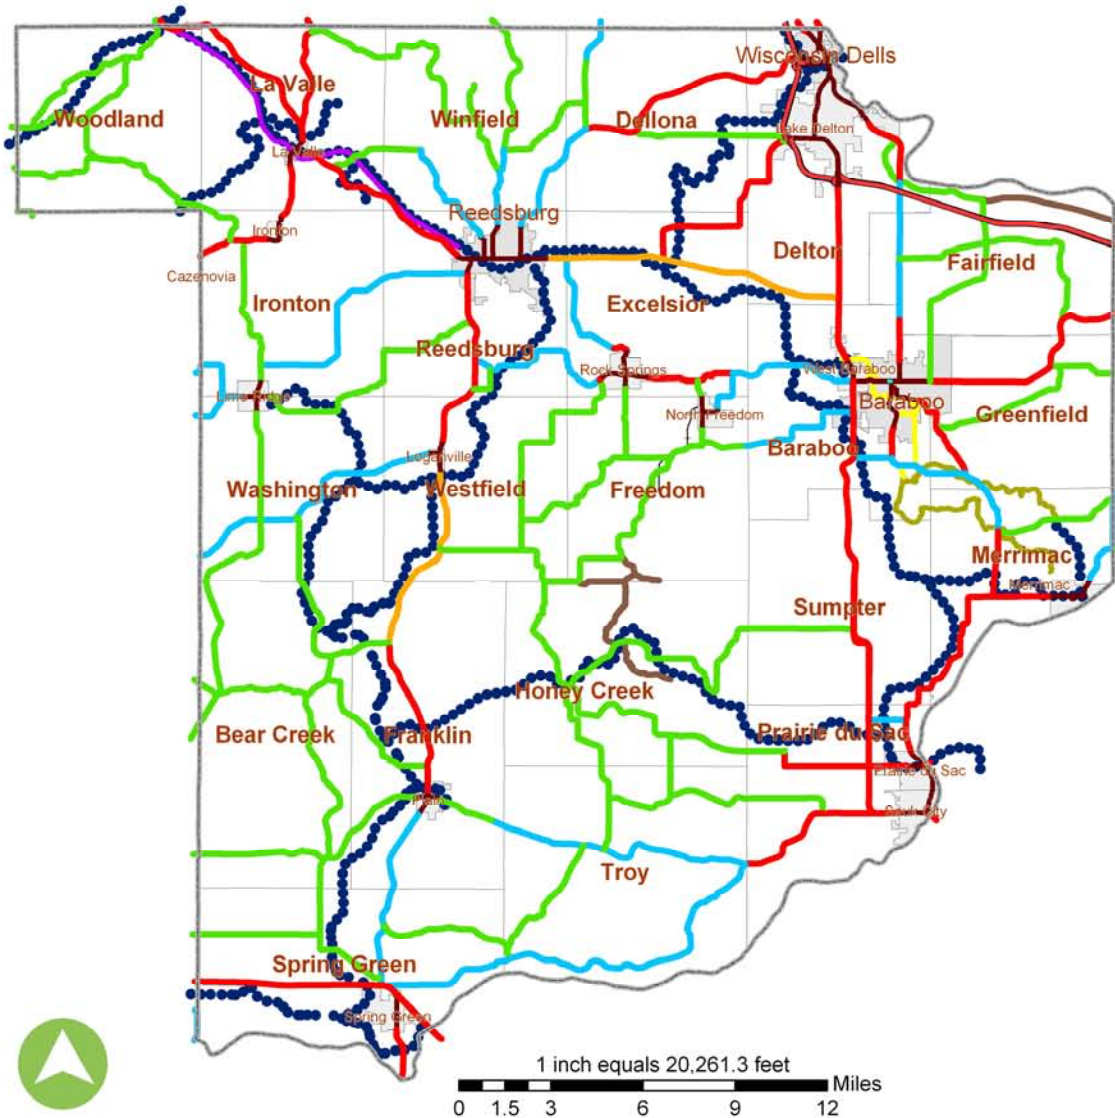 Wisconsin Dells
La Valle
Woodland
Winfield
Dellona
Lake Delton
La Valle
Reedsburg
Ironton
Delton
Fairfield
Cazenovia
Ironton
Excelsior
Reedsburg
Rock Springs
West Baraboo
Lime Ridge
North Freedom
Baraboo
Greenfield
Loganville
Baraboo
Washington
Westfield
Freedom
Merrimac
Merrimac
Sumpter
Honey Creek
Bear Creek
Franklin
Prairie du Sac
Prairie du Sac
Plain
Sauk City
Troy
Spring Green
Spring Green
1 inch equals 20,261.3 feet
Miles
0 1.5 3 6 9 12